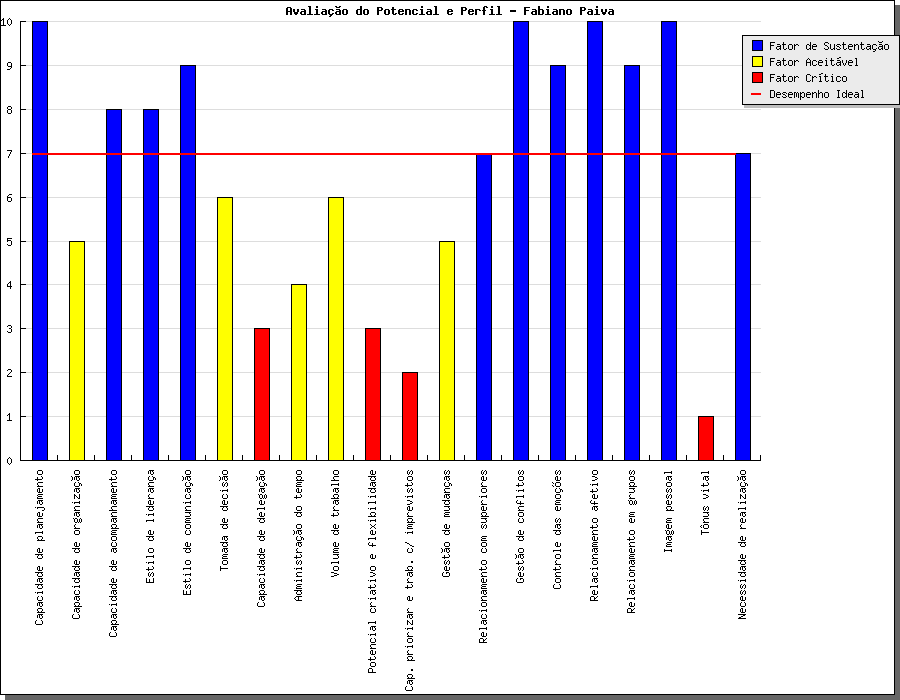 Avaliação do Potencial e Perfil - Fabiano Paiva
Fator de Sustentação
Fator Aceitável
Fator Crítico
Desempenho Ideal
10
9
8
7
6
5
4
3
2
1
0
Capacidade de planejamento
Capacidade de organização
Capacidade de acompanhamento
Estilo de liderança
Estilo de comunicação
Tomada de decisão
Capacidade de delegação
Administração do tempo
Volume de trabalho
Potencial criativo e flexibilidade
Cap. priorizar e trab. c/ imprevistos
Gestão de mudanças
Relacionamento com superiores
Gestão de conflitos
Controle das emoções
Relacionamento afetivo
Relacionamento em grupos
Imagem pessoal
Tônus vital
Necessidade de realização